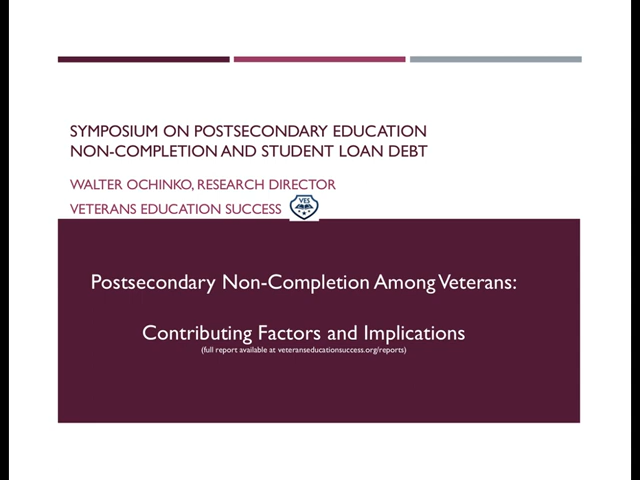 SYMPOSIUM ON POSTSECONDARY EDUCATION
NON-COMPLETION AND STUDENT LOAN DEBT
WALTER OCHINKO, RESEARCH DIRECTOR
VETERANS EDUCATION SUCCESS
VES
Postsecondary Non-Completion Among Veterans:
Contributing Factors and Implications
(full report available at veteranseducationsuccess.org/reports)